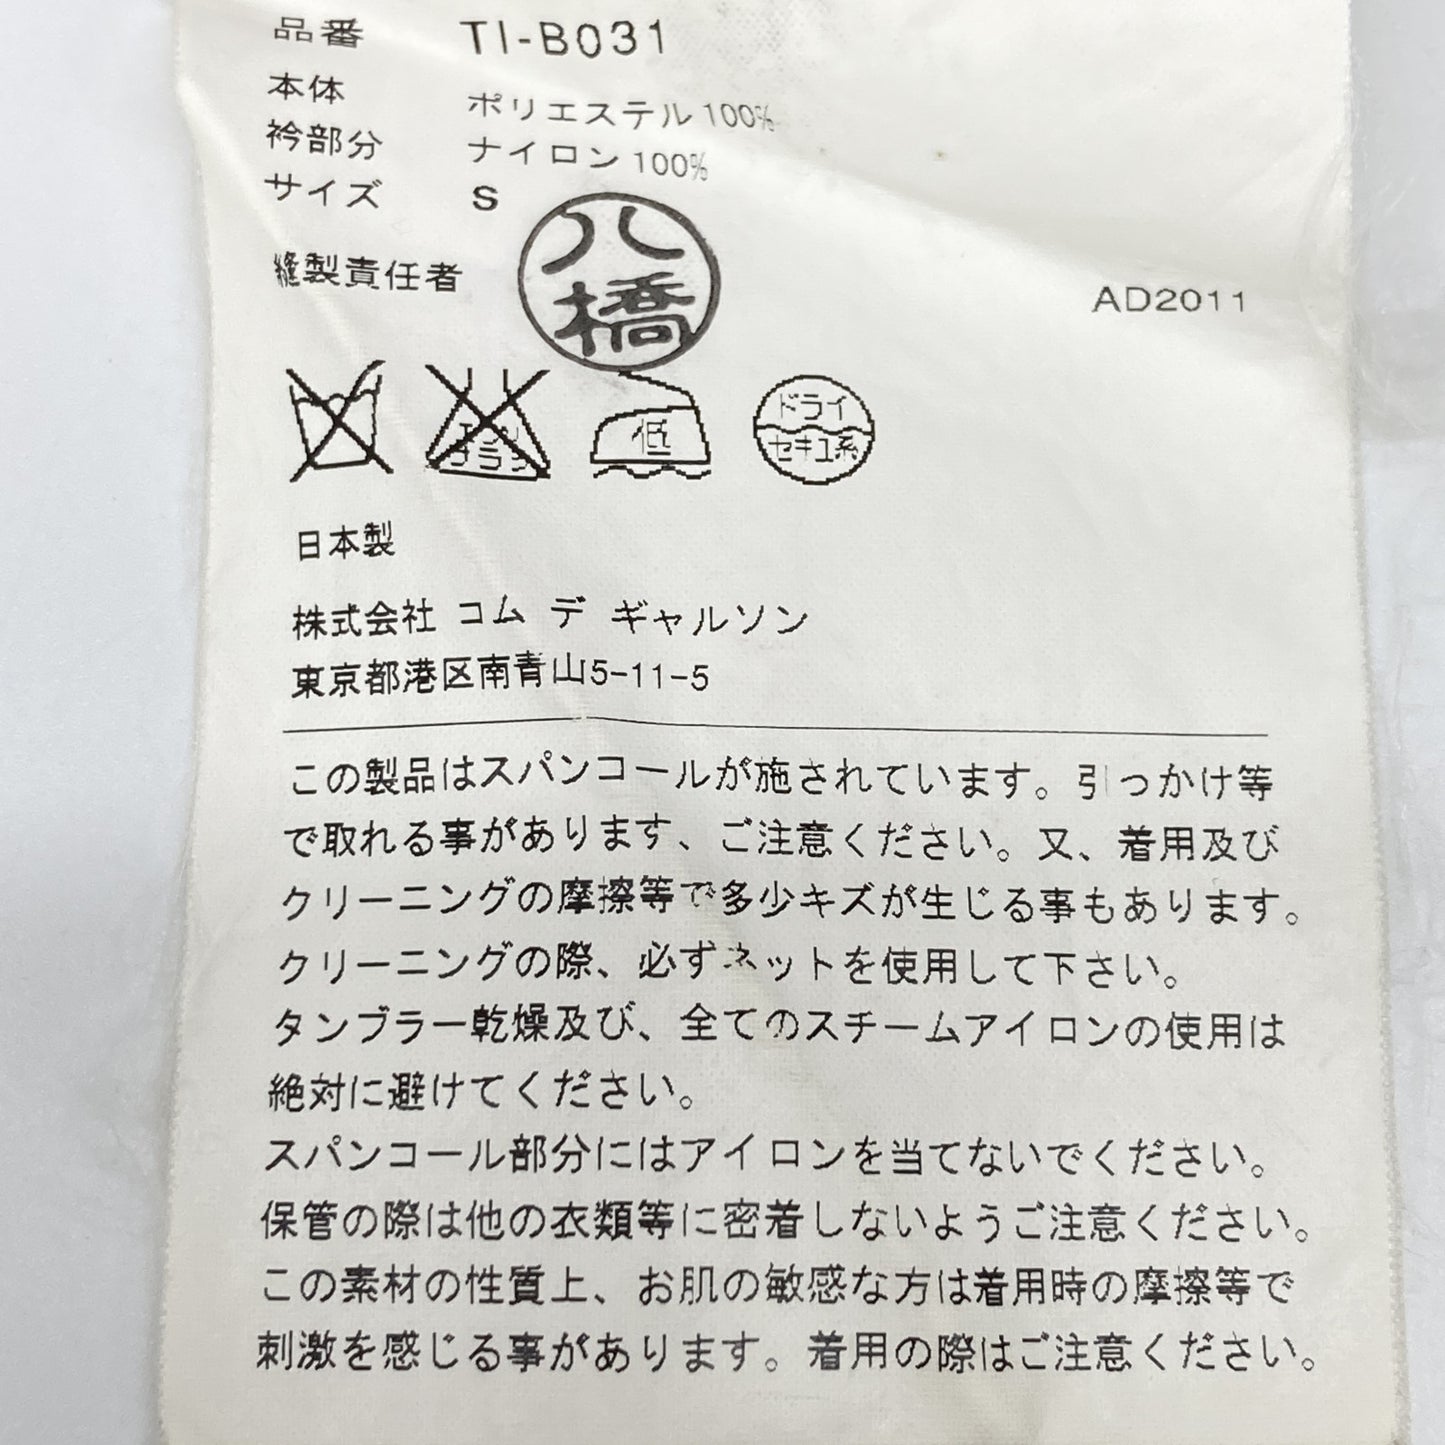 品番 TI-B031
本体 ポリエステル100%
衿部分 ナイロン100%
サイズ S
縫製責任者 八橋
AD2011
エンソ
フラサ
低
ドライ
セキユ系
日本製
株式会社 コム デ ギャルソン
東京都港区南青山5-11-5
この製品はスパンコールが施されています。引っかけ等
で取れる事があります、ご注意ください。又、着用及び
クリーニングの摩擦等で多少キズが生じる事もあります。
クリーニングの際、必ずネットを使用して下さい。
タンブラー乾燥及び、全てのスチームアイロンの使用は
絶対に避けてください。
スパンコール部分にはアイロンを当てないでください。
保管の際は他の衣類等に密着しないようご注意ください。
この素材の性質上、お肌の敏感な方は着用時の摩擦等で
刺激を感じる事があります。着用の際はご注意ください。